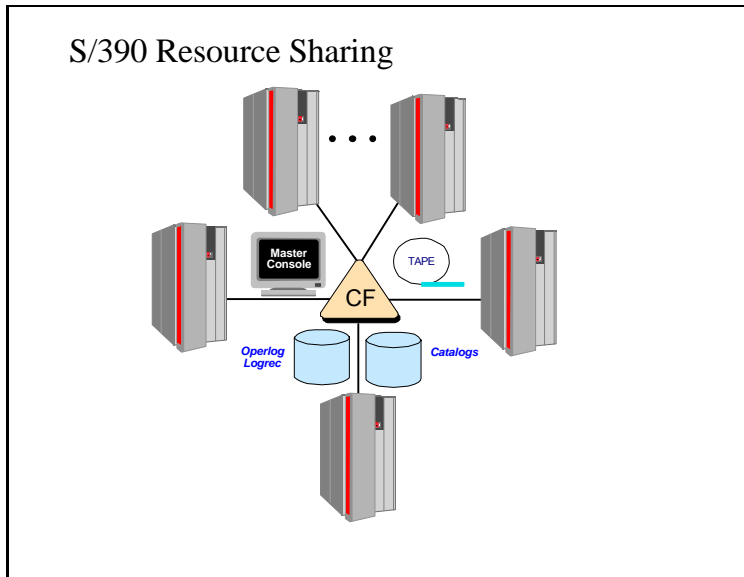 S/390 Resource Sharing
Master
Console
TAPE
CF
Operlog
Logrec
Catalogs